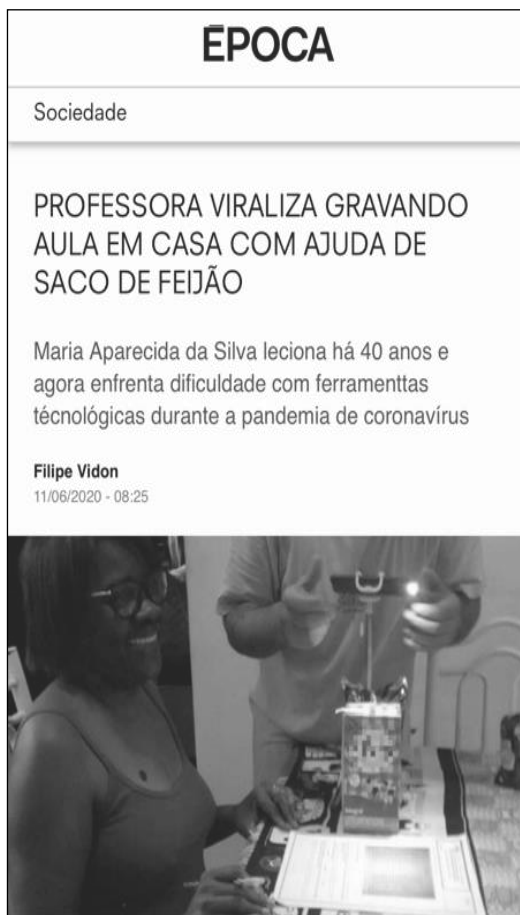 ÉPOCA
Sociedade
PROFESSORA VIRALIZA GRAVANDO
AULA EM CASA COM AJUDA DE
SACO DE FEIJÃO
Maria Aparecida da Silva leciona há 40 anos e
agora enfrenta dificuldade com ferramenttas
técnológicas durante a pandemia de coronavírus
Filipe Vidon
11/06/2020 - 08:25